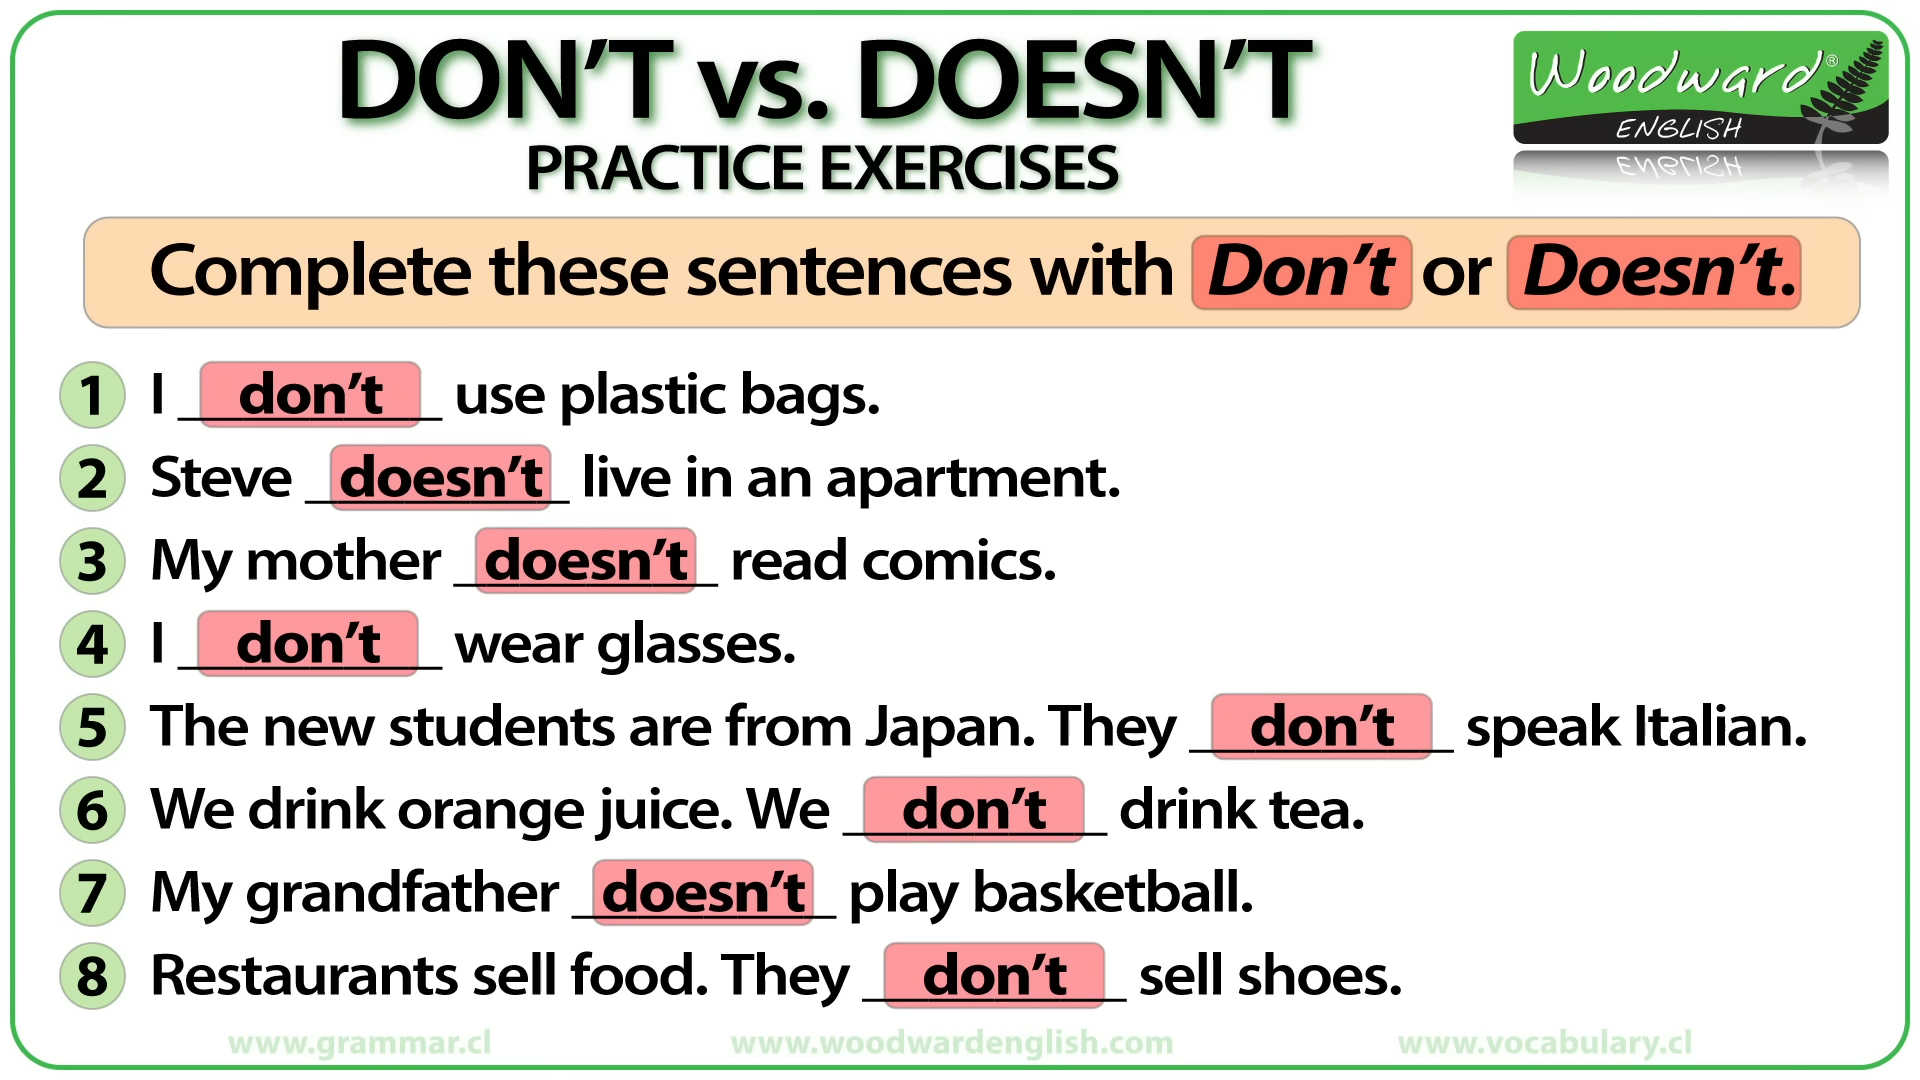 DON’T vs. DOESN’T
PRACTICE EXERCISES
Woodward®
ENGLISH
Complete these sentences with Don’t or Doesn’t.
1 I don’t use plastic bags.
2 Steve doesn’t live in an apartment.
3 My mother doesn’t read comics.
4 I don’t wear glasses.
5 The new students are from Japan. They don’t speak Italian.
6 We drink orange juice. We don’t drink tea.
7 My grandfather doesn’t play basketball.
8 Restaurants sell food. They don’t sell shoes.
www.grammar.cl www.woodwardenglish.com www.vocabulary.cl